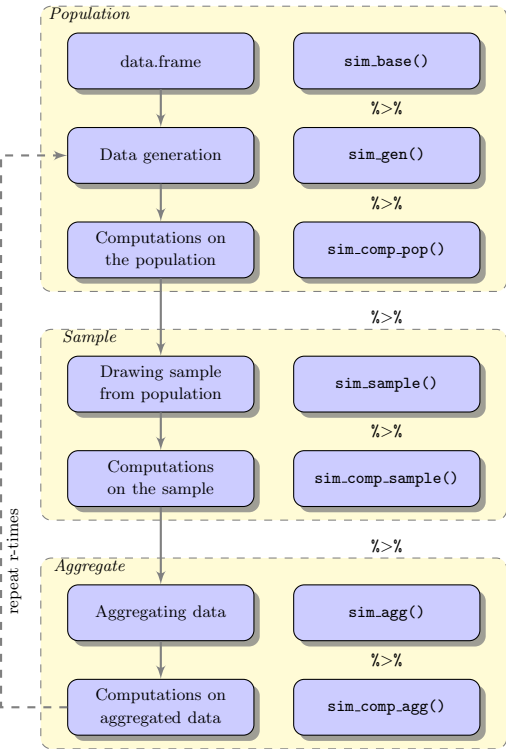 Population
data.frame
sim_base()
%>%
Data generation
sim_gen()
%>%
Computations on
the population
sim_comp_pop()
%>%
Sample
Drawing sample
from population
sim_sample()
%>%
Computations
on the sample
sim_comp_sample()
%>%
Aggregate
Aggregating data
sim_agg()
%>%
Computations on
aggregated data
sim_comp_agg()
repeat r-times